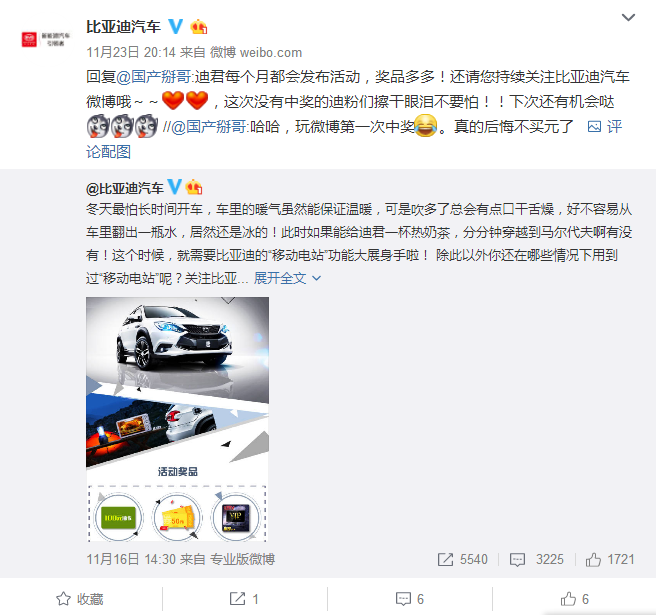 比亚迪汽车
11月23日 20:14 来自 微博 weibo.com
回复@国产掰哥:迪君每个月都会发布活动，奖品多多！还请您持续关注比亚迪汽车
微博哦～～，这次没有中奖的迪粉们擦干眼泪不要怕！！下次还有机会哒
//@国产掰哥:哈哈，玩微博第一次中奖。真的后悔不买元了 评
论配图
@比亚迪汽车
冬天最怕长时间开车，车里的暖气虽然能保证温暖，可是吹多了总会有点口干舌燥，好不容易从
车里翻出一瓶水，居然还是冰的！此时如果能给迪君一杯热奶茶，分分钟穿越到马尔代夫啊有没
有！这个时候，就需要比亚迪的“移动电站”功能大展身手啦！ 除此以外你还在哪些情况下用到
过“移动电站”呢？关注比亚... 展开全文
活动奖品
VIP
11月16日 14:30 来自 专业版微博
5540 3225 1721
收藏 1 6 6